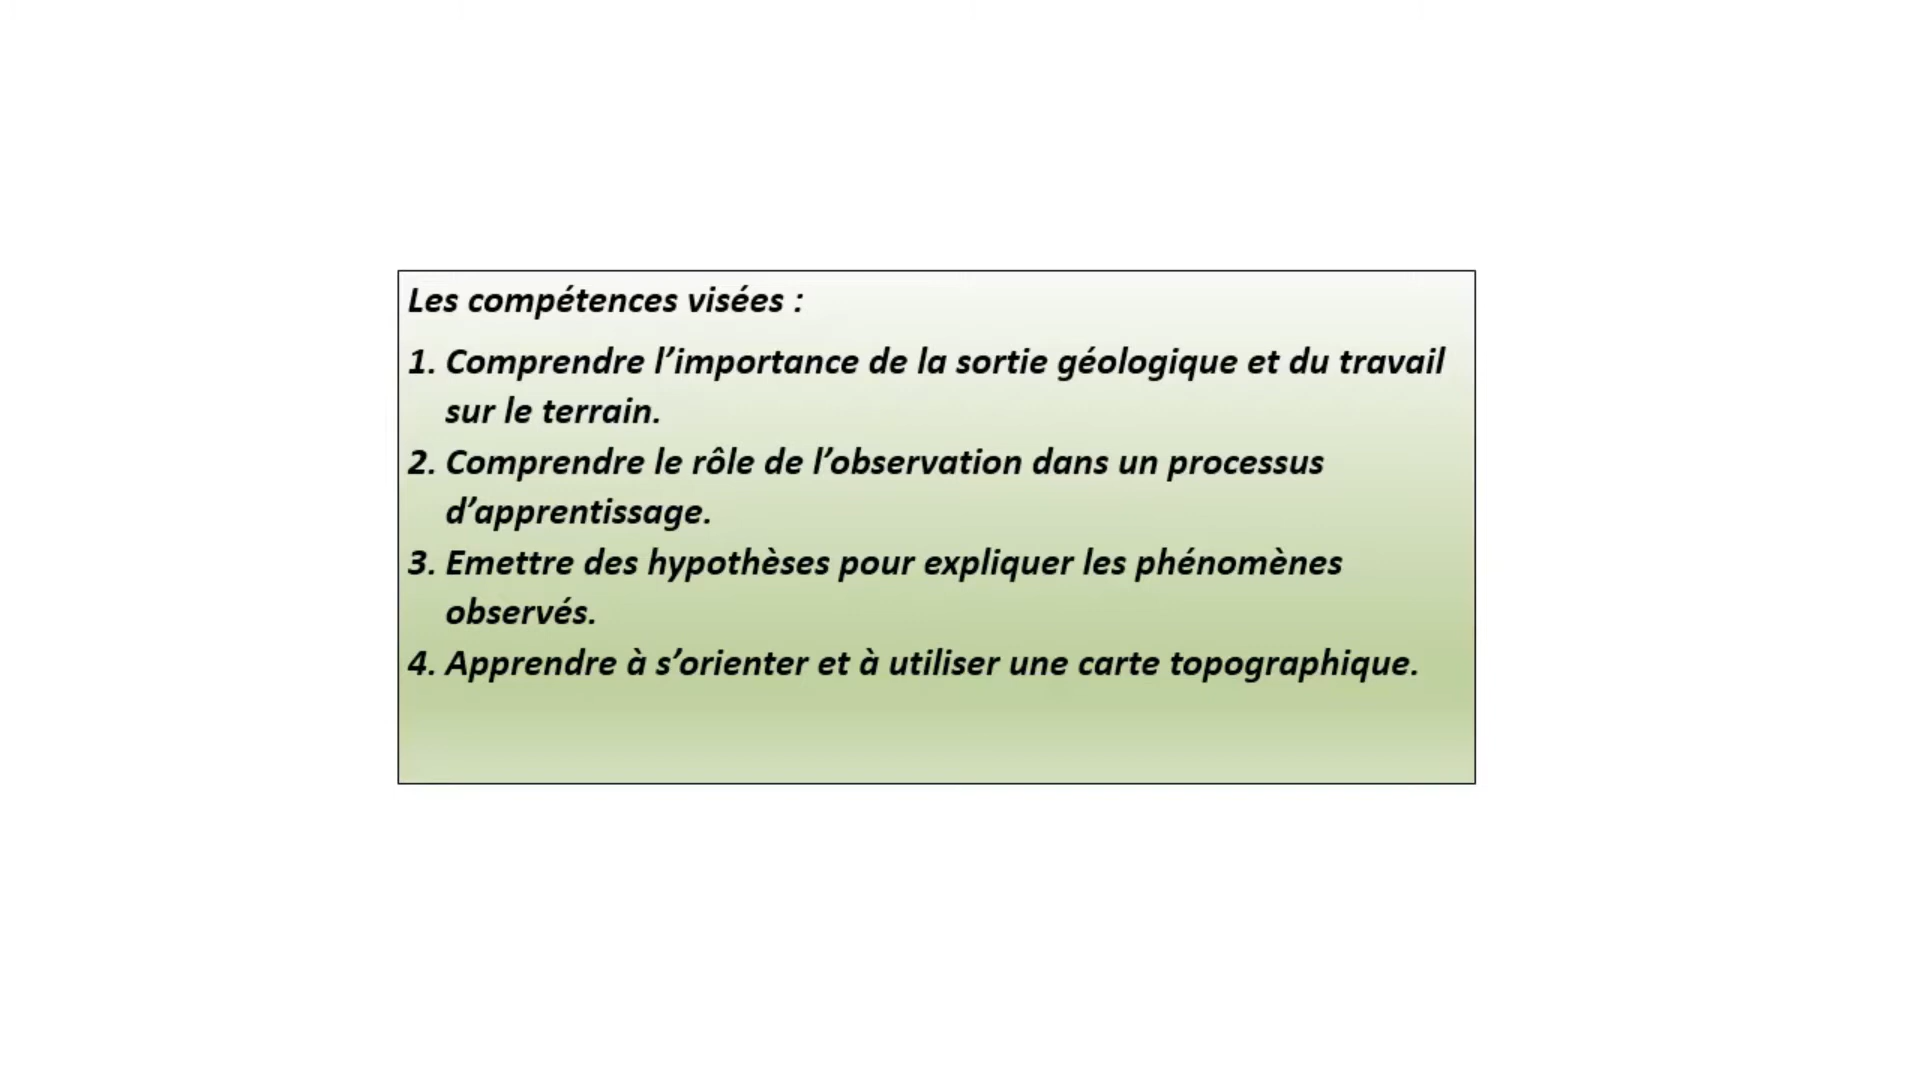 Les compétences visées :
1. Comprendre l’importance de la sortie géologique et du travail
sur le terrain.
2. Comprendre le rôle de l’observation dans un processus
d’apprentissage.
3. Emettre des hypothèses pour expliquer les phénomènes
observés.
4. Apprendre à s’orienter et à utiliser une carte topographique.